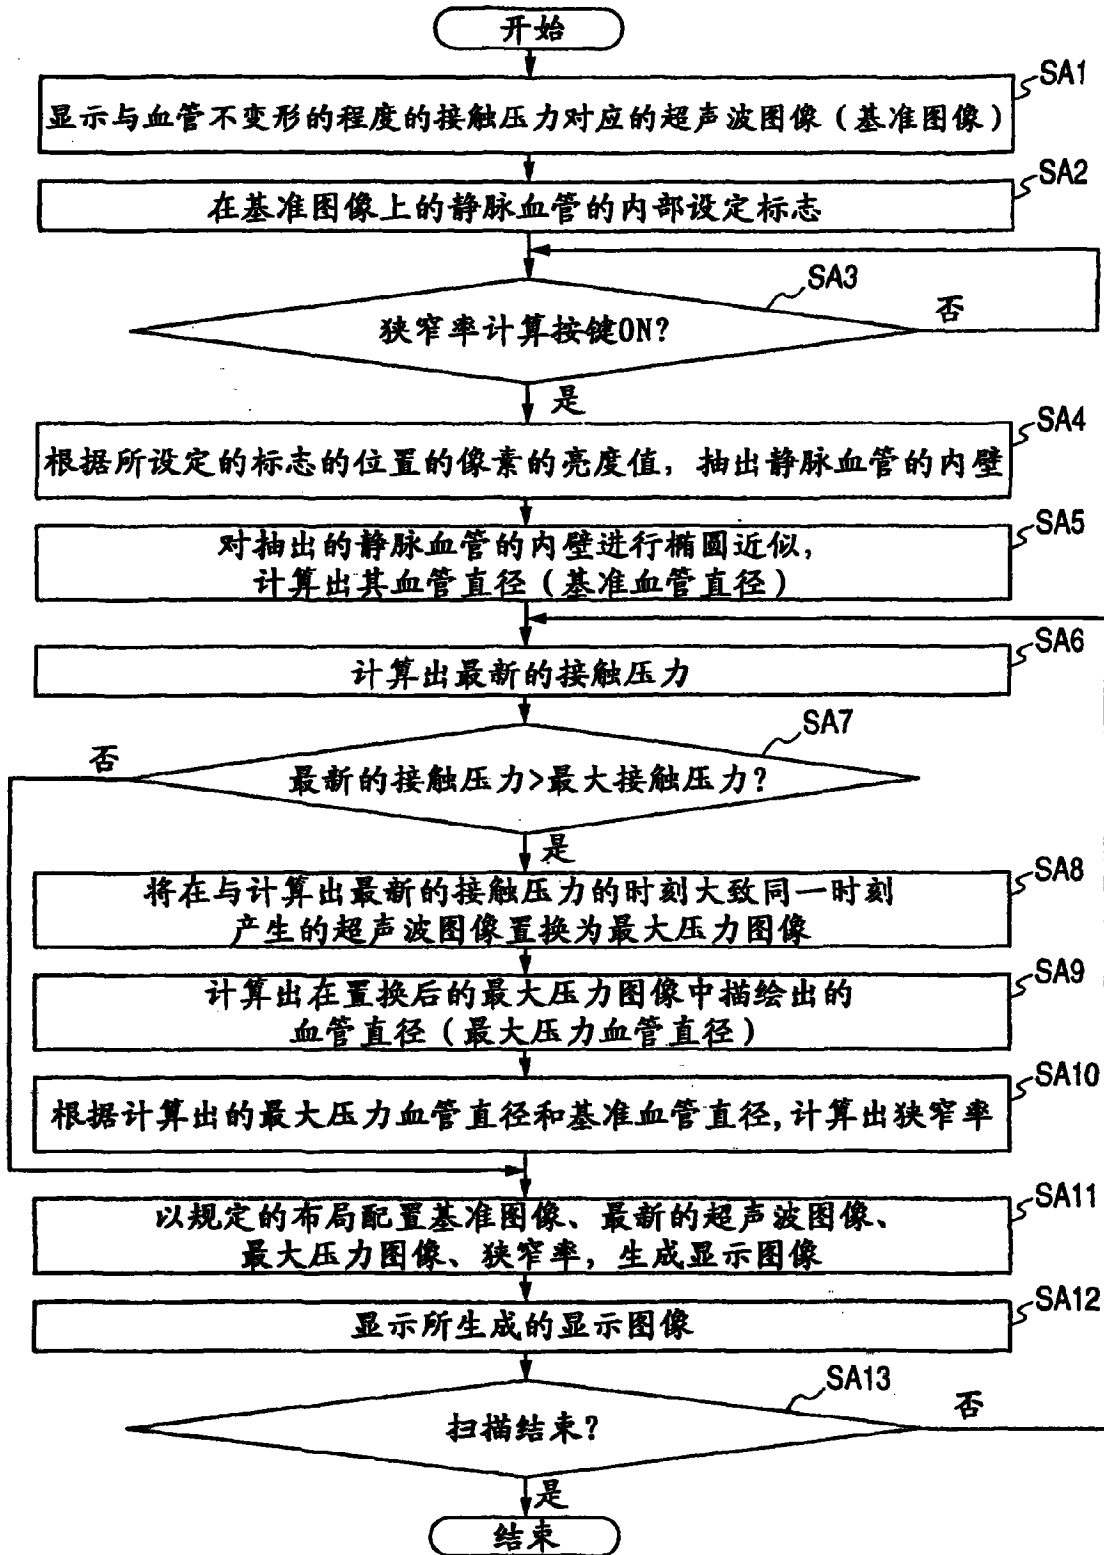 开始
SA1
显示与血管不变形的程度的接触压力对应的超声波图像（基准图像）
SA2
在基准图像上的静脉血管的内部设定标志
SA3
狭窄率计算按键ON?
否
是
SA4
根据所设定的标志的位置的像素的亮度值，抽出静脉血管的内壁
SA5
对抽出的静脉血管的内壁进行椭圆近似，
计算出其血管直径（基准血管直径）
SA6
计算出最新的接触压力
SA7
否
最新的接触压力>最大接触压力?
是
SA8
将在与计算出最新的接触压力的时刻大致同一时刻
产生的超声波图像置换为最大压力图像
SA9
计算出在置换后的最大压力图像中描绘出的
血管直径（最大压力血管直径）
SA10
根据计算出的最大压力血管直径和基准血管直径,计算出狭窄率
SA11
以规定的布局配置基准图像、最新的超声波图像、
最大压力图像、狭窄率，生成显示图像
SA12
显示所生成的显示图像
SA13
扫描结束?
否
是
结束